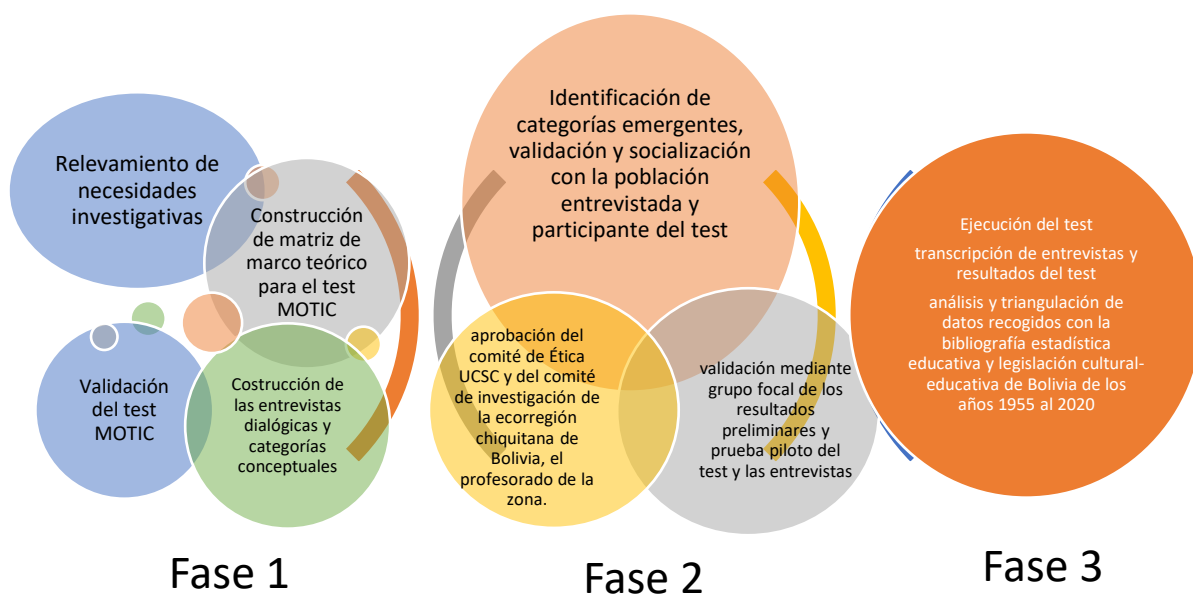 Relevamiento de
necesidades
investigativas
Construcción
de matriz de
marco teórico
para el test
MOTIC
Validación
del test
MOTIC
Costrucción de
las entrevistas
dialógicas y
categorías
conceptuales
Fase 1
Identificación de
categorías emergentes,
validación y socialización
con la población
entrevistada y
participante del test
aprobación del
comité de Ética
UCSC y del comité
de investigación de
la ecorregión
chiquitana de
Bolivia, el
profesorado de la
zona.
validación mediante
grupo focal de los
resultados
preliminares y
prueba piloto del
test y las entrevistas
Fase 2
Ejecución del test
transcripción de entrevistas y
resultados del test
análisis y triangulación de
datos recogidos con la
bibliografía estadística
educativa y legislación cultural-
educativa de Bolivia de los
años 1955 al 2020
Fase 3